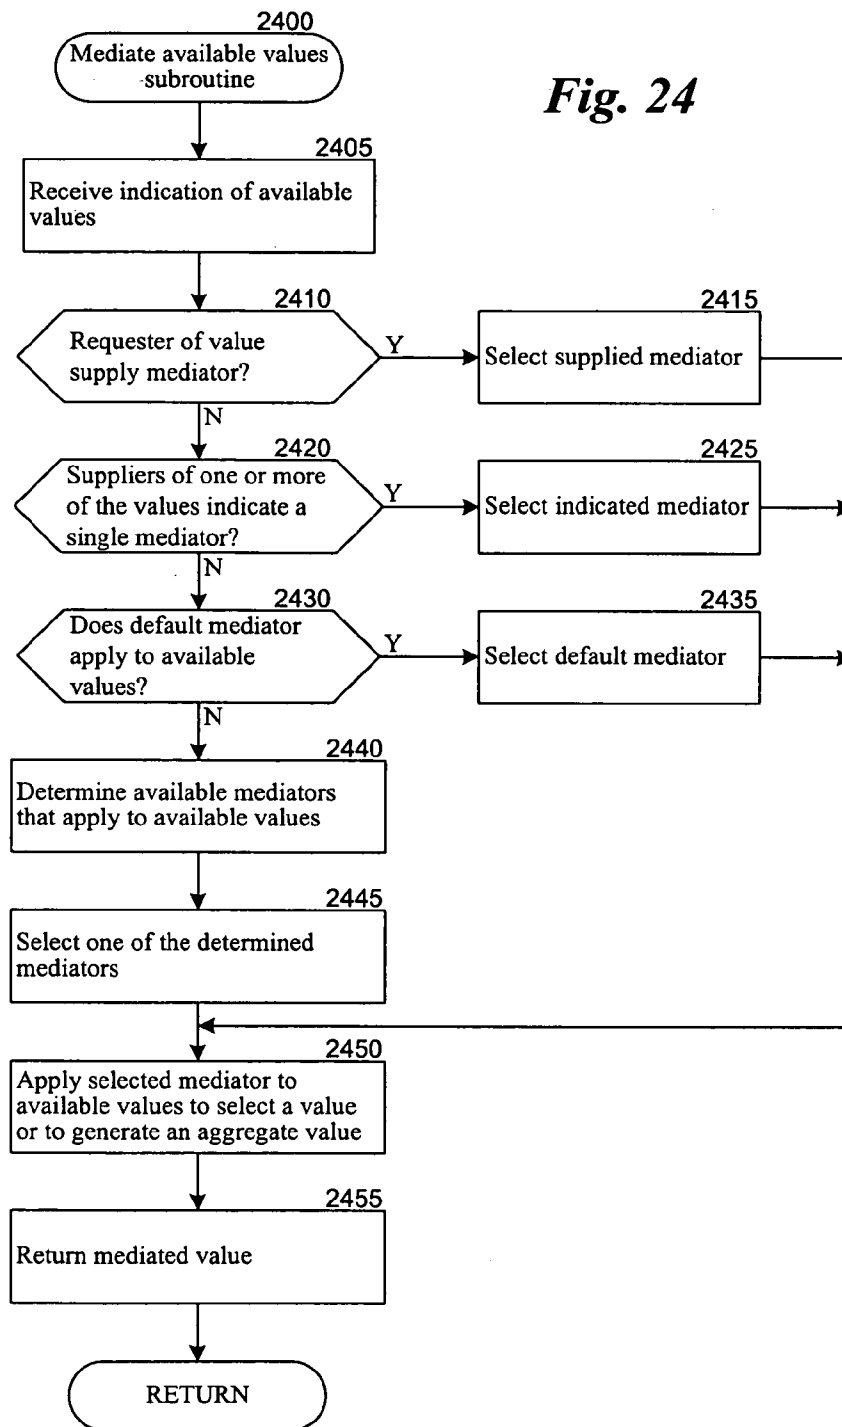 2400
Mediate available values
subroutine
Fig. 24
2405
Receive indication of available
values
2410
Requester of value
supply mediator?
Y
N
2415
Select supplied mediator
2420
Suppliers of one or more
of the values indicate a
single mediator?
Y
N
2425
Select indicated mediator
2430
Does default mediator
apply to available
values?
Y
N
2435
Select default mediator
2440
Determine available mediators
that apply to available values
2445
Select one of the determined
mediators
2450
Apply selected mediator to
available values to select a value
or to generate an aggregate value
2455
Return mediated value
RETURN